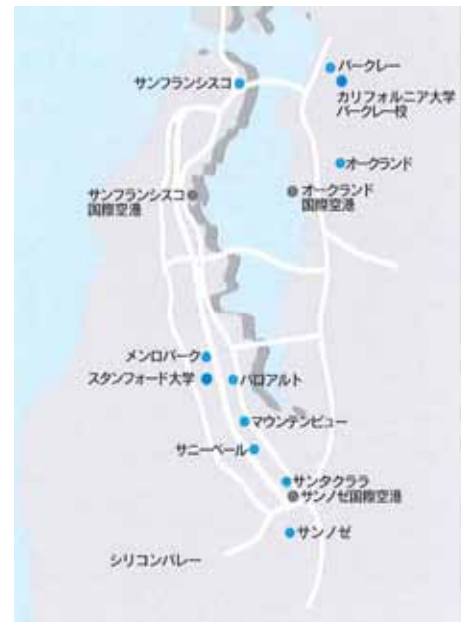 バークレー
サンフランシスコ
カリフォルニア大学
バークレー校
オークランド
サンフランシスコ
国際空港
オークランド
国際空港
メンロパーク
スタンフォード大学
パロアルト
マウンテンビュー
サニーベール
サンタクララ
サンノゼ国際空港
サンノゼ
シリコンバレー